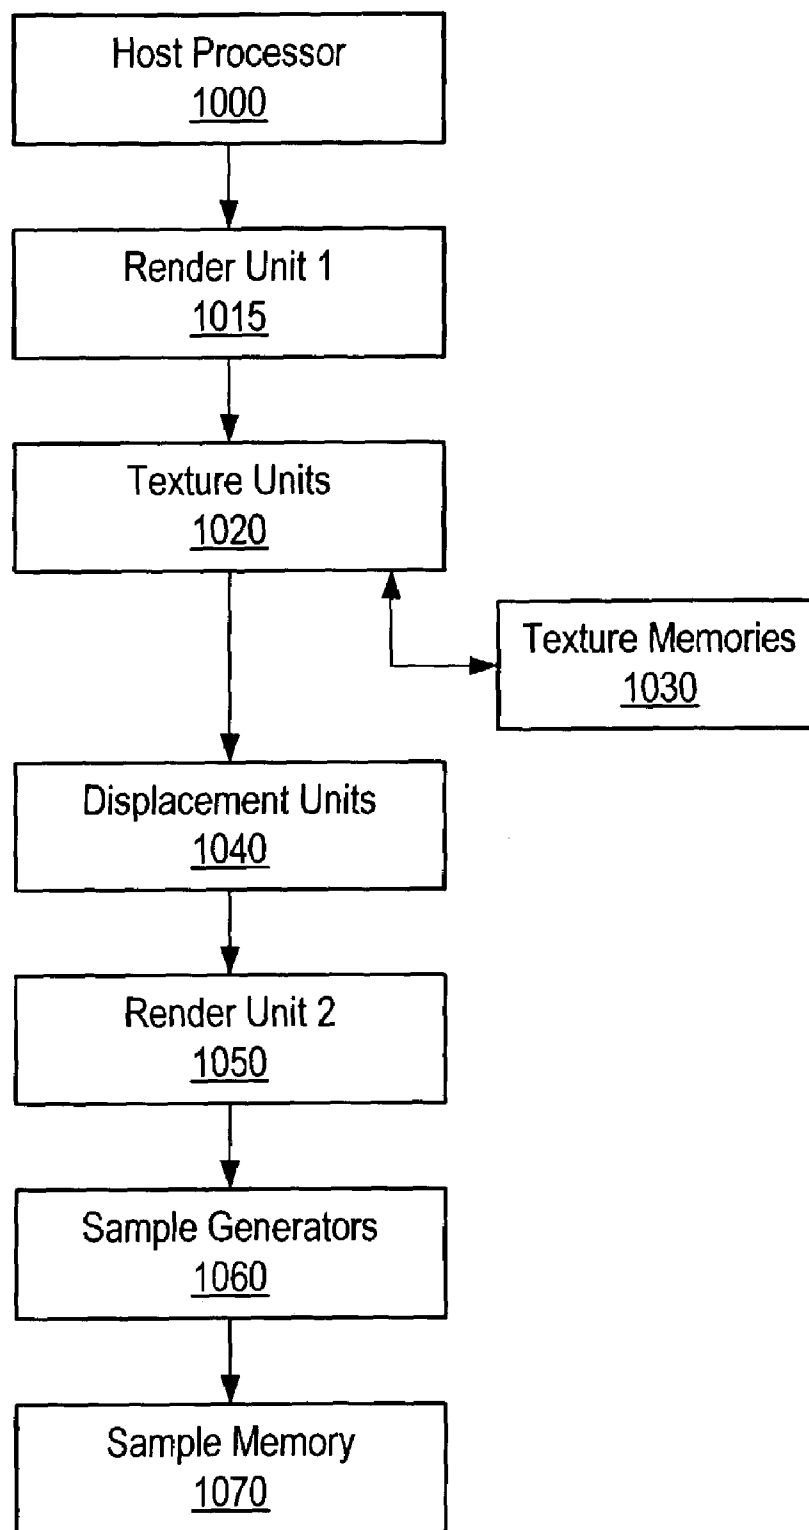 Host Processor
1000
Render Unit 1
1015
Texture Units
1020
Texture Memories
1030
Displacement Units
1040
Render Unit 2
1050
Sample Generators
1060
Sample Memory
1070